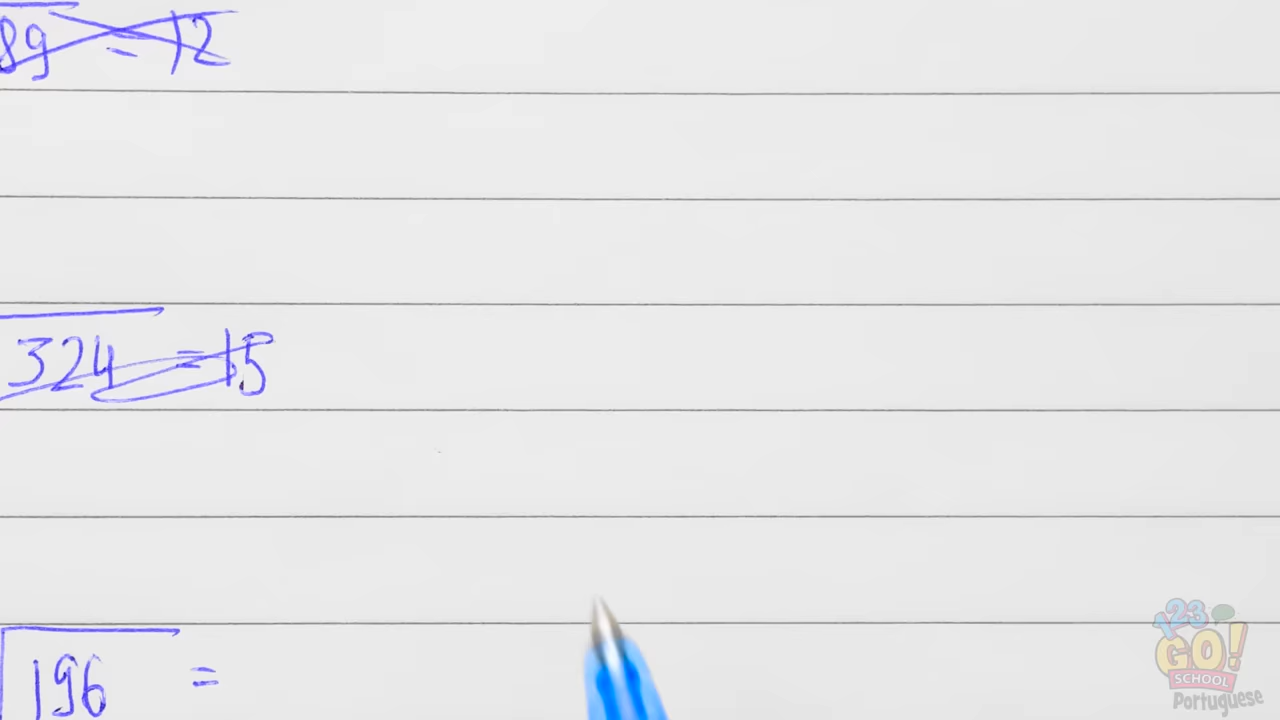 89 = 12
324 = 15
√196 =
123 GO!
SCHOOL
Portuguese